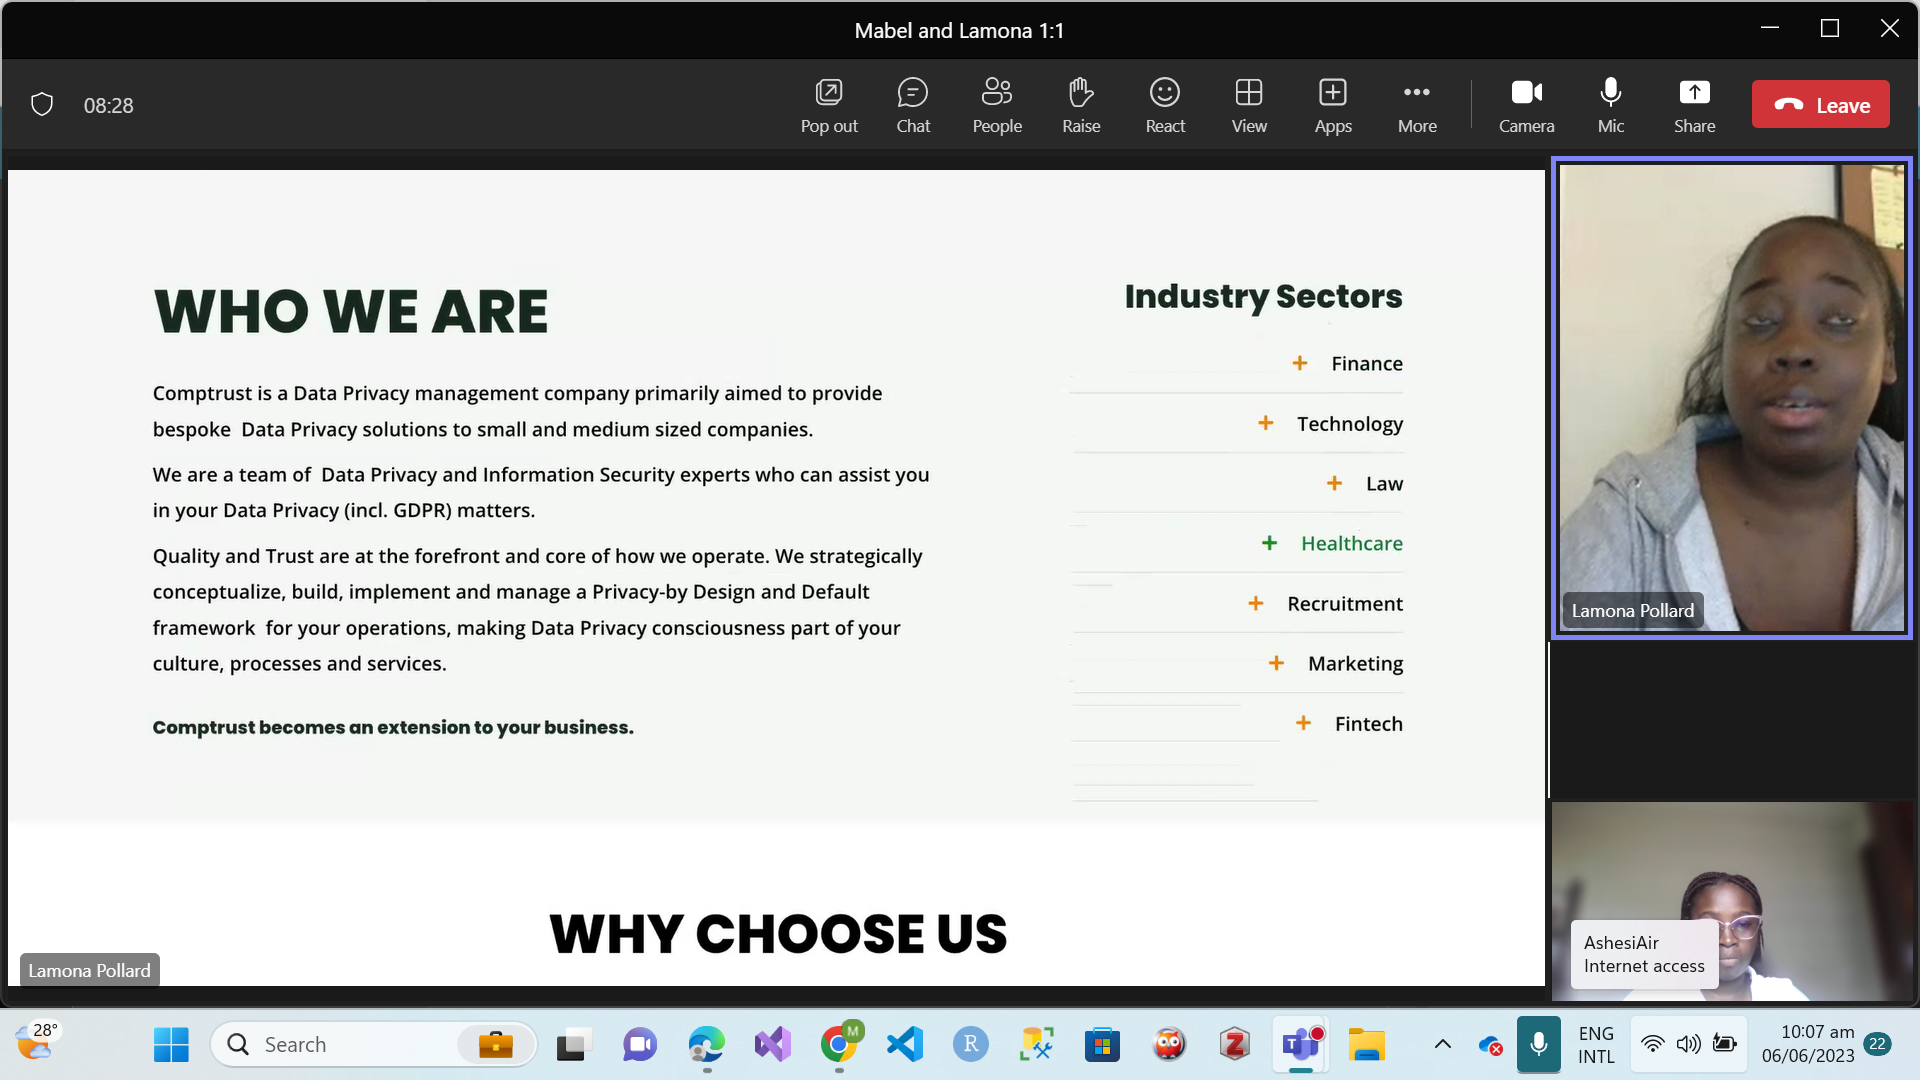 Mabel and Lamona 1:1
08:28
Pop out
Chat
People
Raise
React
View
Apps
More
Camera
Mic
Share
Leave
WHO WE ARE
Comptrust is a Data Privacy management company primarily aimed to provide
bespoke Data Privacy solutions to small and medium sized companies.
We are a team of Data Privacy and Information Security experts who can assist you
in your Data Privacy (incl. GDPR) matters.
Quality and Trust are at the forefront and core of how we operate. We strategically
conceptualize, build, implement and manage a Privacy-by Design and Default
framework for your operations, making Data Privacy consciousness part of your
culture, processes and services.
Comptrust becomes an extension to your business.
Industry Sectors
+ Finance
+ Technology
+ Law
+ Healthcare
+ Recruitment
+ Marketing
+ Fintech
WHY CHOOSE US
Lamona Pollard
Lamona Pollard
AshesiAir
Internet access
28°
Search
M
R
Z
T
ENG
INTL
10:07 am
06/06/2023
22